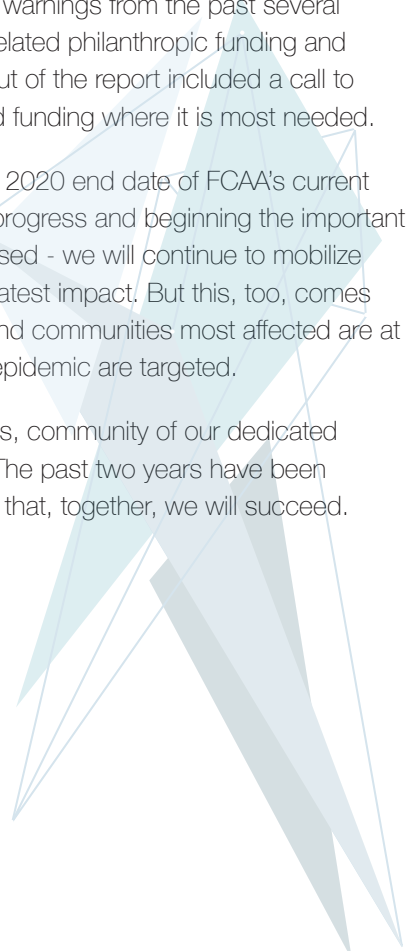 warnings from the past several
elated philanthropic funding and
ut of the report included a call to
d funding where it is most needed.
2020 end date of FCAA's current
progress and beginning the important
sed - we will continue to mobilize
atest impact. But this, too, comes
nd communities most affected are at
epidemic are targeted.
s, community of our dedicated
The past two years have been
that, together, we will succeed.